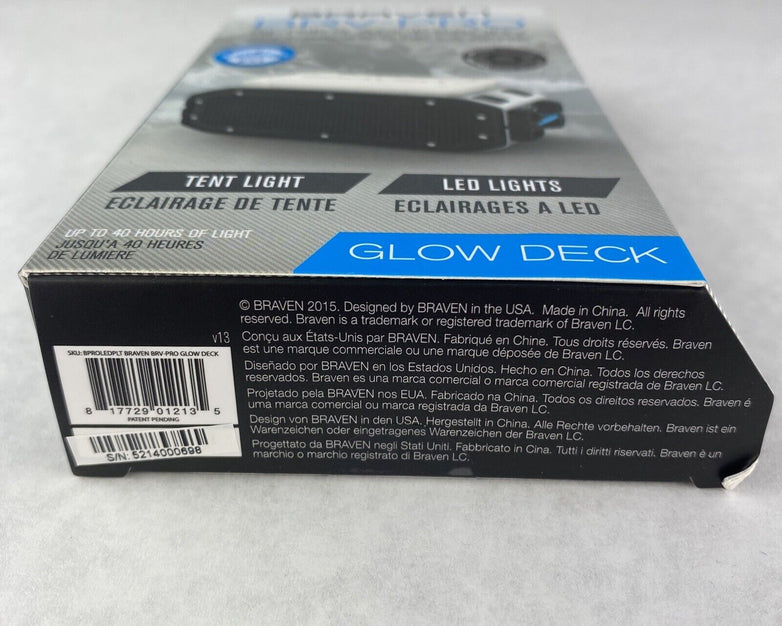 BRAVEN
BRV-PRO
TENT LIGHT
ECLAIRAGE DE TENTE
LED LIGHTS
ECLAIRAGES A LED
UP TO 40 HOURS OF LIGHT
JUSQU'A 40 HEURES
DE LUMIERE
GLOW DECK
v13
SKU: BPROLEDPLT BRAVEN BRV-PRO GLOW DECK
8 17729 01213 5
PATENT PENDING
S/N: 5214000698
© BRAVEN 2015. Designed by BRAVEN in the USA. Made in China. All rights
reserved. Braven is a trademark or registered trademark of Braven LC.
Conçu aux États-Unis par BRAVEN. Fabriqué en Chine. Tous droits réservés. Braven
est une marque commerciale ou une marque déposée de Braven LC.
Diseñado por BRAVEN en los Estados Unidos. Hecho en China. Todos los derechos
reservados. Braven es una marca comercial o marca comercial registrada de Braven LC.
Projetado pela BRAVEN nos EUA. Fabricado na China. Todos os direitos reservados. Braven é
uma marca comercial ou marca registrada da Braven LC.
Design von BRAVEN in den USA. Hergestellt in China. Alle Rechte vorbehalten. Braven ist ein
Warenzeichen oder eingetragenes Warenzeichen der Braven LC.
Progettato da BRAVEN negli Stati Uniti. Fabbricato in Cina. Tutti i diritti riservati. Braven è un
marchio o marchio registrato di Braven LC.